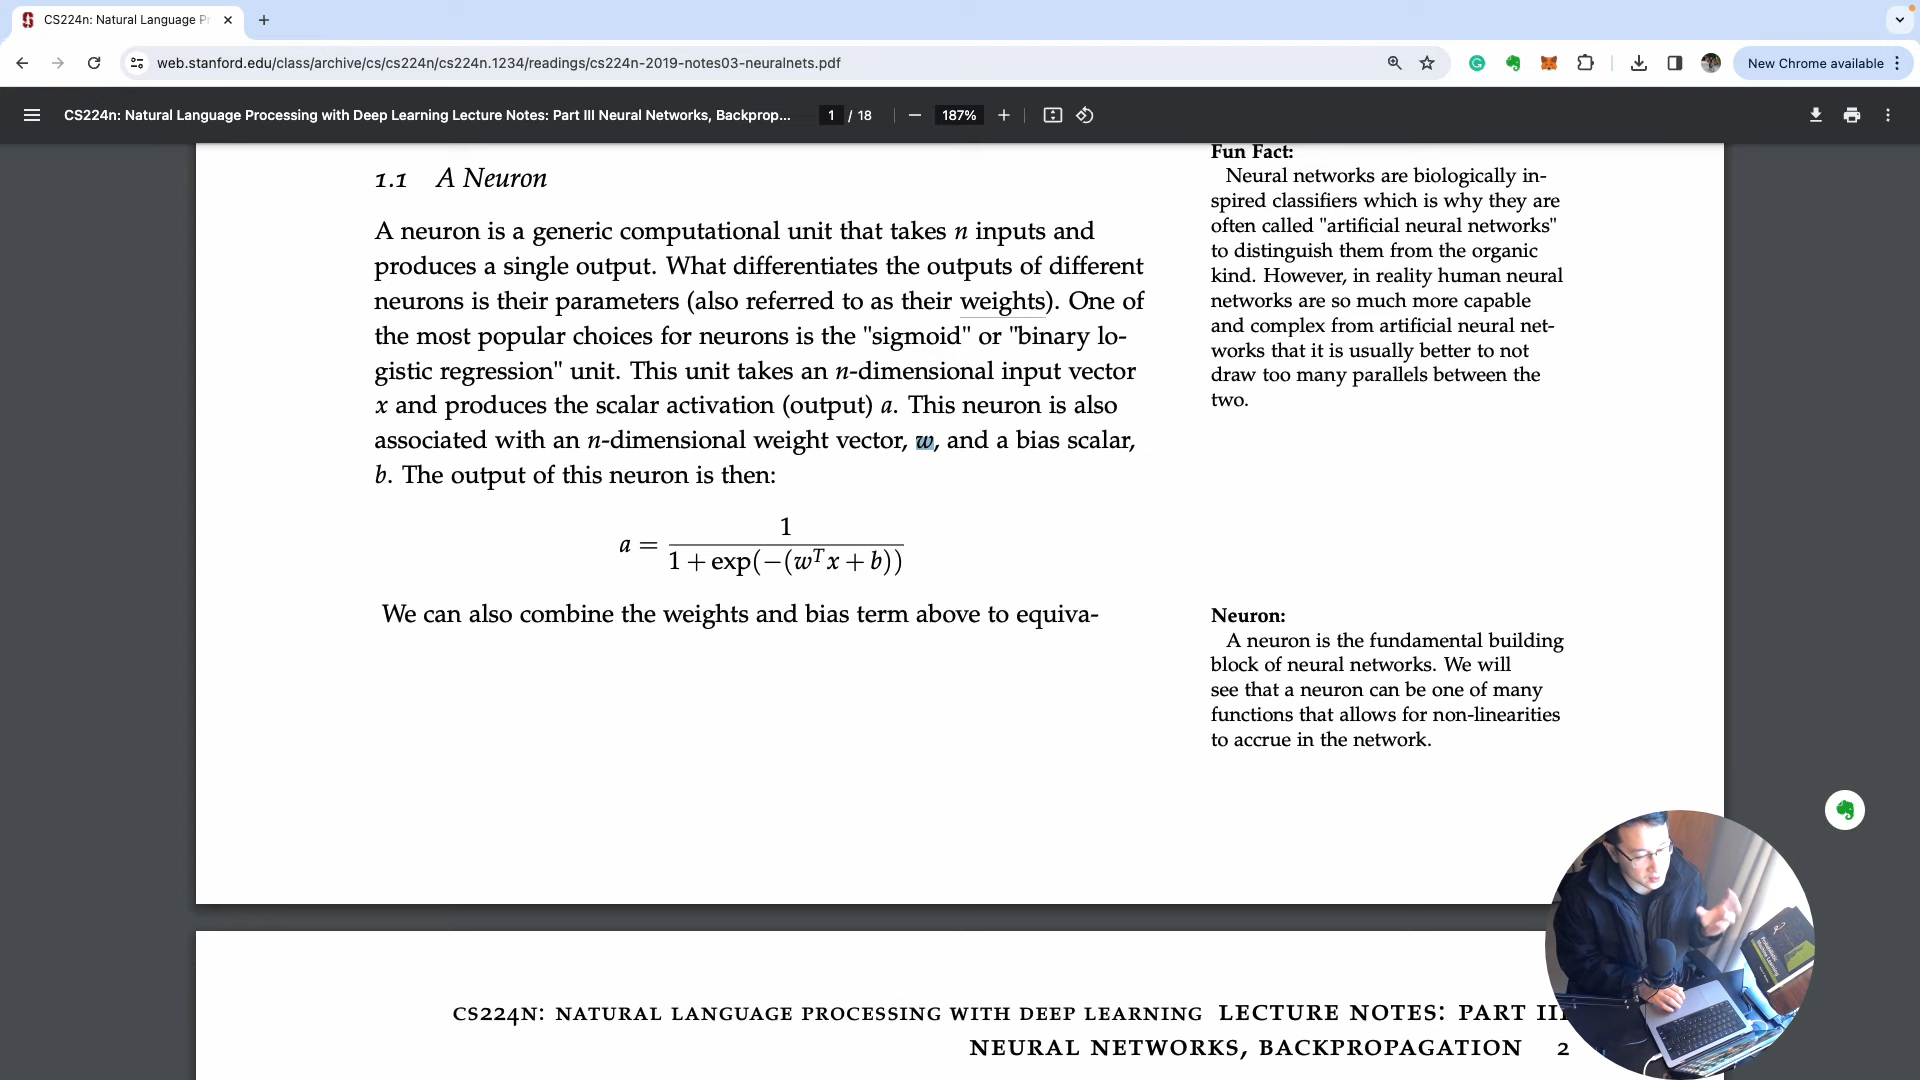 CS224n: Natural Language Pr
web.stanford.edu/class/archive/cs/cs224n/cs224n.1234/readings/cs224n-2019-notes03-neuralnets.pdf
New Chrome available
CS224n: Natural Language Processing with Deep Learning Lecture Notes: Part III Neural Networks, Backprop...
1 / 18
187%
1.1 A Neuron
A neuron is a generic computational unit that takes n inputs and
produces a single output. What differentiates the outputs of different
neurons is their parameters (also referred to as their weights). One of
the most popular choices for neurons is the "sigmoid" or "binary lo-
gistic regression" unit. This unit takes an n-dimensional input vector
x and produces the scalar activation (output) a. This neuron is also
associated with an n-dimensional weight vector, w, and a bias scalar,
b. The output of this neuron is then:
a = 1 / 1 + exp(−(wᵀx + b))
We can also combine the weights and bias term above to equiva-
Fun Fact:
Neural networks are biologically in-
spired classifiers which is why they are
often called "artificial neural networks"
to distinguish them from the organic
kind. However, in reality human neural
networks are so much more capable
and complex from artificial neural net-
works that it is usually better to not
draw too many parallels between the
two.
Neuron:
A neuron is the fundamental building
block of neural networks. We will
see that a neuron can be one of many
functions that allows for non-linearities
to accrue in the network.
CS224N: NATURAL LANGUAGE PROCESSING WITH DEEP LEARNING LECTURE NOTES: PART III
NEURAL NETWORKS, BACKPROPAGATION 2
Probabilistic
Machine Learning